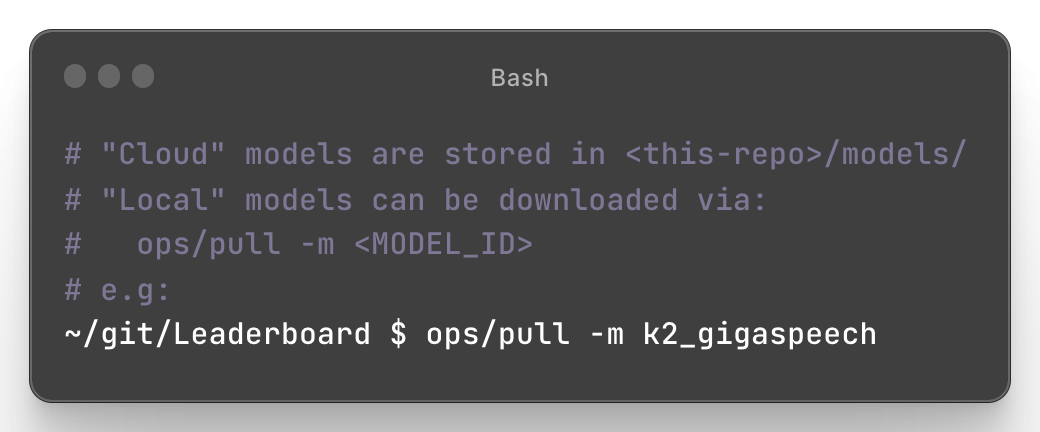 Bash
# "Cloud" models are stored in <this-repo>/models/
# "Local" models can be downloaded via:
#   ops/pull -m <MODEL_ID>
# e.g:
~/git/Leaderboard $ ops/pull -m k2_gigaspeech